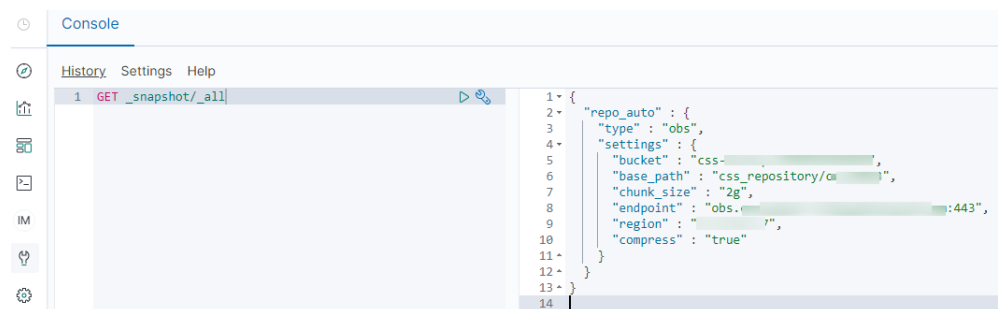 Console
History Settings Help
1 GET _snapshot/_all
1 {
2 "repo_auto" : {
3 "type" : "obs",
4 "settings" : {
5 "bucket" : "css-
6 "base_path" : "css_repository/
7 "chunk_size" : "2g",
8 "endpoint" : "obs. :443",
9 "region" : " ",
10 "compress" : "true"
11 }
12 }
13 }
14
IM